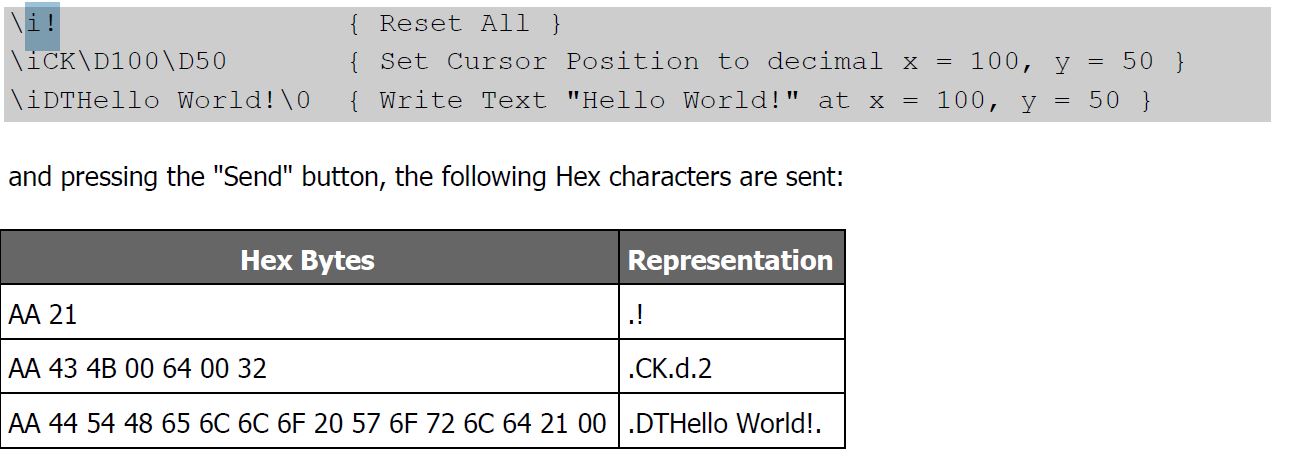 \i! { Reset All }
\iCK\D100\D50 { Set Cursor Position to decimal x = 100, y = 50 }
\iDTHello World!\0 { Write Text "Hello World!" at x = 100, y = 50 }
and pressing the "Send" button, the following Hex characters are sent:
Hex Bytes Representation
AA 21 .!
AA 43 4B 00 64 00 32 .CK.d.2
AA 44 54 48 65 6C 6C 6F 20 57 6F 72 6C 64 21 00 .DTHello World!.